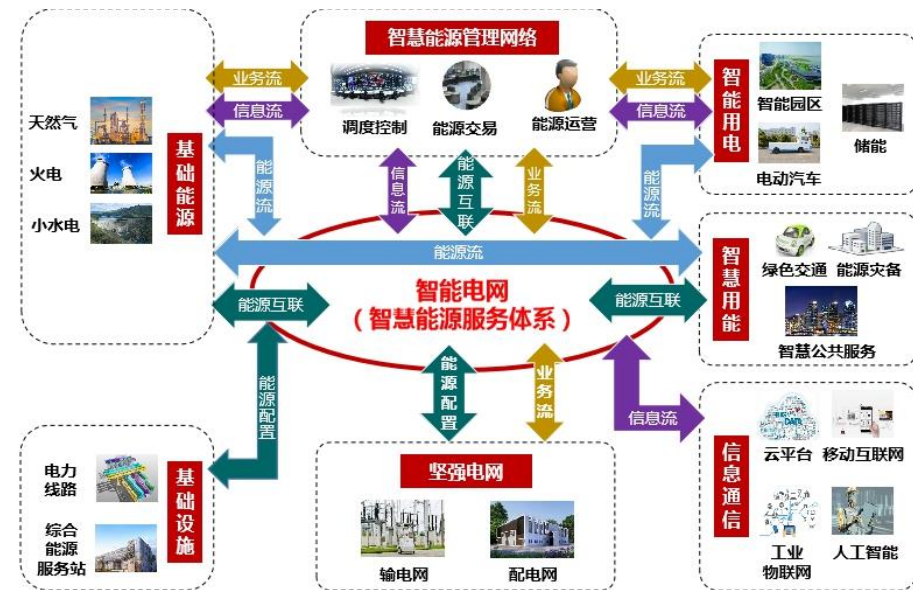 智慧能源管理网络
调度控制
能源交易
能源运营
业务流
信息流
业务流
信息流
天然气
火电
小水电
基础能源
智能园区
储能
电动汽车
智能用电
能源流
信息流
能源互联
业务流
能源流
能源流
智能电网
(智慧能源服务体系)
能源互联
能源互联
绿色交通
能源灾备
智慧公共服务
智慧用能
能源配置
能源配置
业务流
信息流
电力
线路
综合
能源
服务站
基础设施
坚强电网
输电网
配电网
信息通信
BIG
DATA
云平台
移动互联网
工业
物联网
人工智能